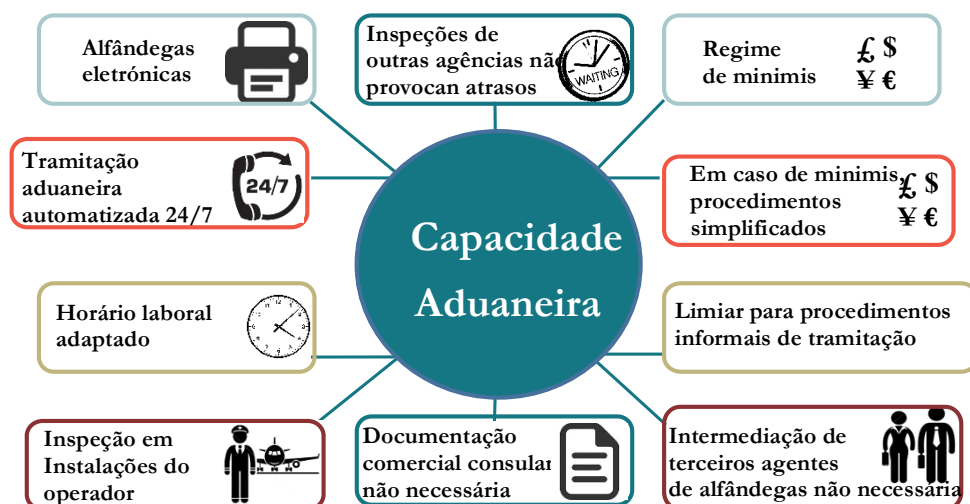 Alfândegas
eletrónicas
Inspeções de
outras agências não
provocan atrasos
WAITING
Regime
de minimis
£ $
¥ €
Tramitação
aduaneira
automatizada 24/7
24/7
Em caso de minimis,
procedimentos
simplificados
£ $
¥ €
Capacidade
Aduaneira
Horário laboral
adaptado
Limiar para procedimentos
informais de tramitação
Inspeção em
Instalações do
operador
Documentação
comercial consular
não necessária
Intermediação de
terceiros agentes
de alfândegas não necessária